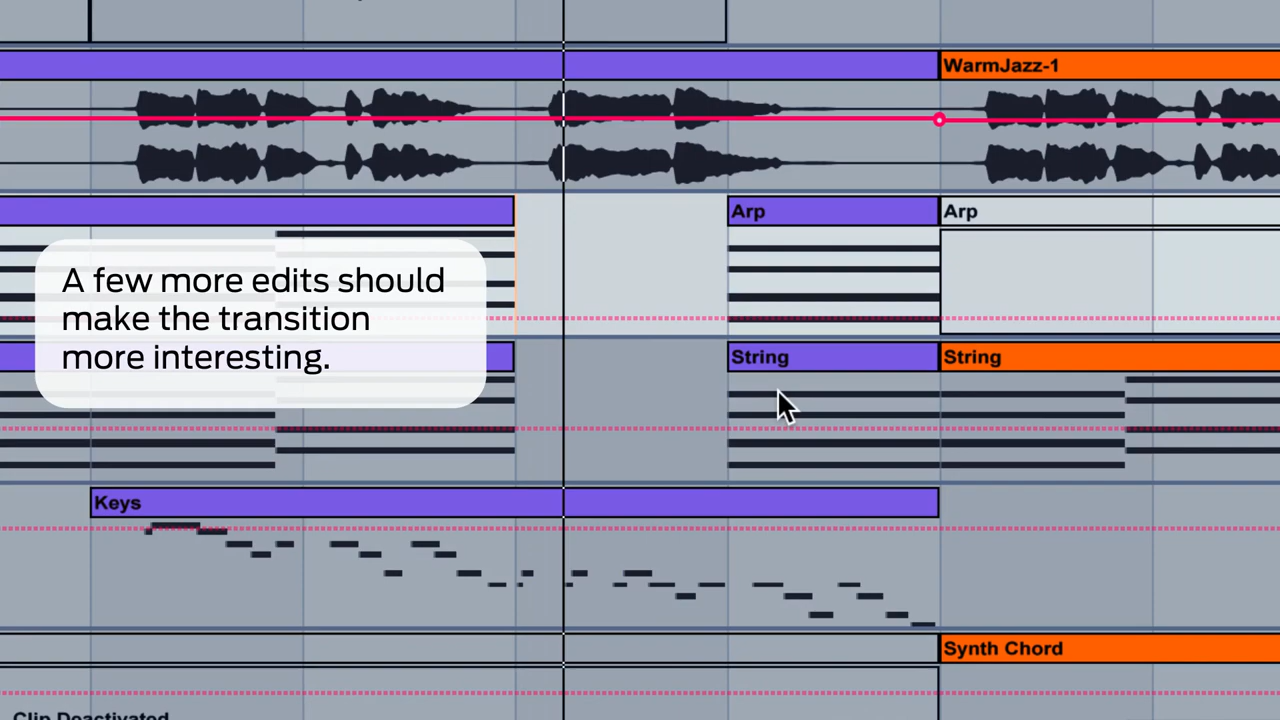 WarmJazz-1
Arp
Arp
A few more edits should
make the transition
more interesting.
String
String
Keys
Synth Chord
Clip Deactivated